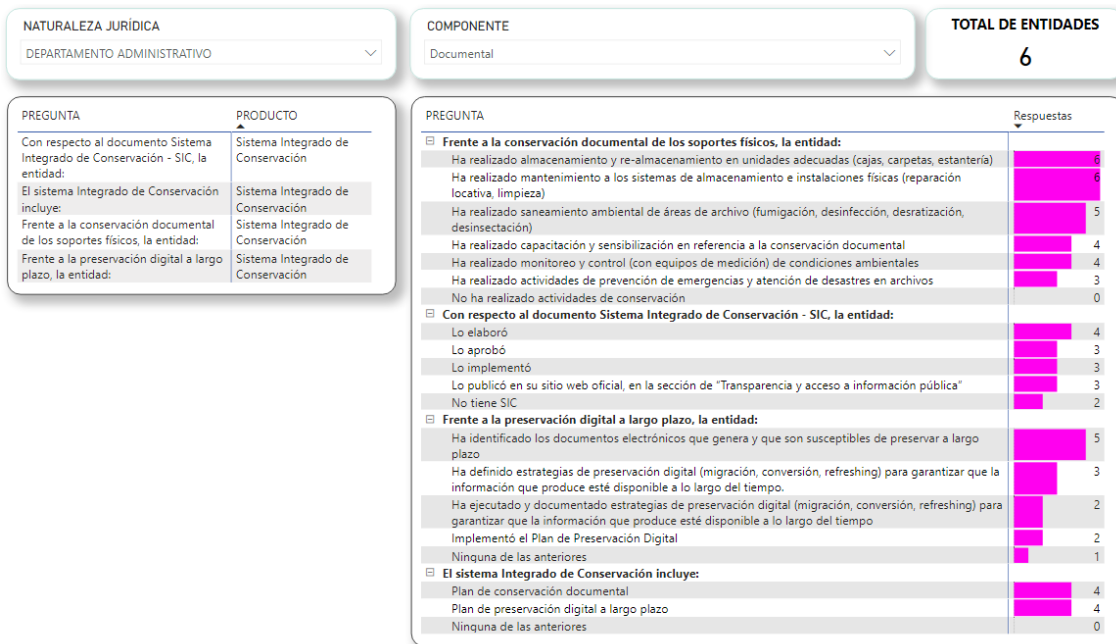 NATURALEZA JURÍDICA
DEPARTAMENTO ADMINISTRATIVO
COMPONENTE
Documental
TOTAL DE ENTIDADES
6
PREGUNTA PRODUCTO
Con respecto al documento Sistema Sistema Integrado de
Integrado de Conservación - SIC, la Conservación
entidad:
El sistema Integrado de Conservación Sistema Integrado de
incluye: Conservación
Frente a la conservación documental Sistema Integrado de
de los soportes físicos, la entidad: Conservación
Frente a la preservación digital a largo Sistema Integrado de
plazo, la entidad: Conservación
PREGUNTA Respuestas
Frente a la conservación documental de los soportes físicos, la entidad:
Ha realizado almacenamiento y re-almacenamiento en unidades adecuadas (cajas, carpetas, estantería) 6
Ha realizado mantenimiento a los sistemas de almacenamiento e instalaciones físicas (reparación 6
locativa, limpieza)
Ha realizado saneamiento ambiental de áreas de archivo (fumigación, desinfección, desratización, 5
desinsectación)
Ha realizado capacitación y sensibilización en referencia a la conservación documental 4
Ha realizado monitoreo y control (con equipos de medición) de condiciones ambientales 4
Ha realizado actividades de prevención de emergencias y atención de desastres en archivos 3
No ha realizado actividades de conservación 0
Con respecto al documento Sistema Integrado de Conservación - SIC, la entidad:
Lo elaboró 4
Lo aprobó 3
Lo implementó 3
Lo publicó en su sitio web oficial, en la sección de "Transparencia y acceso a información pública" 3
No tiene SIC 2
Frente a la preservación digital a largo plazo, la entidad:
Ha identificado los documentos electrónicos que genera y que son susceptibles de preservar a largo 5
plazo
Ha definido estrategias de preservación digital (migración, conversión, refreshing) para garantizar que la 3
información que produce esté disponible a lo largo del tiempo.
Ha ejecutado y documentado estrategias de preservación digital (migración, conversión, refreshing) para 2
garantizar que la información que produce esté disponible a lo largo del tiempo
Implementó el Plan de Preservación Digital 2
Ninguna de las anteriores 1
El sistema Integrado de Conservación incluye:
Plan de conservación documental 4
Plan de preservación digital a largo plazo 4
Ninguna de las anteriores 0